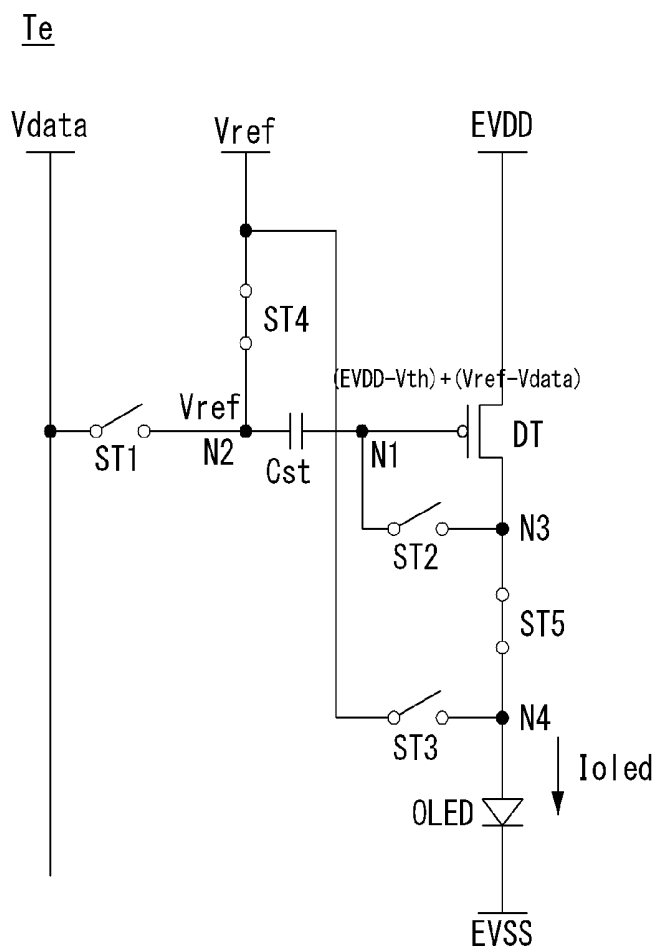 Te
Vdata
Vref
EVDD
ST4
(EVDD-Vth)+(Vref-Vdata)
Vref
ST1
N2
Cst
N1
DT
ST2
N3
ST5
ST3
N4
Ioled
OLED
EVSS